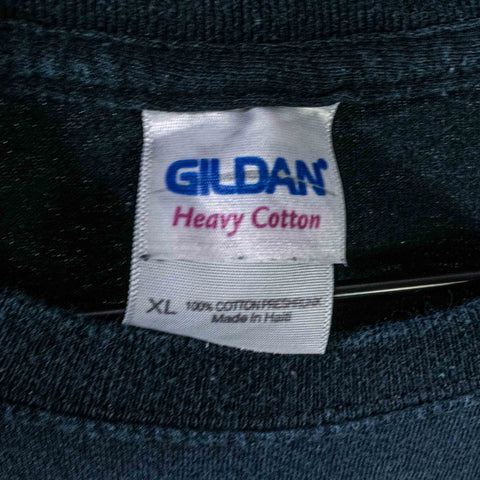 GILDAN®
Heavy Cotton
XL 100% COTTON PRESHRUNK
Made in Haiti